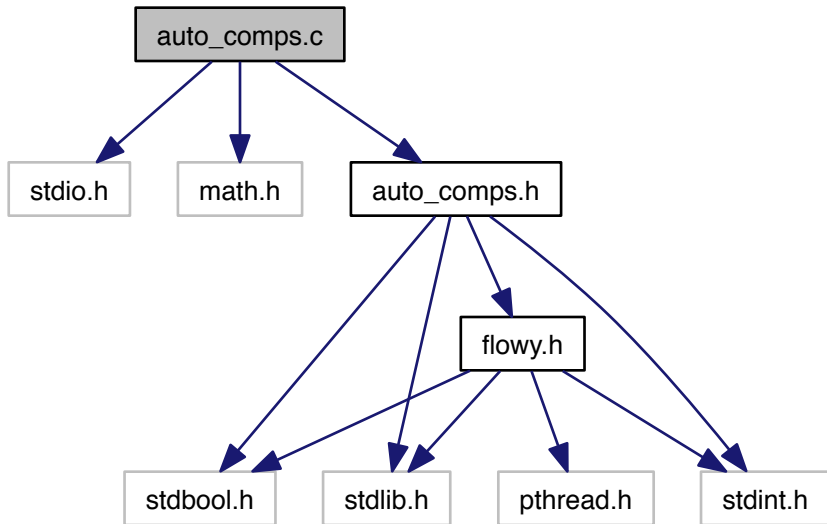 auto_comps.c
stdio.h
math.h
auto_comps.h
flowy.h
stdbool.h
stdlib.h
pthread.h
stdint.h